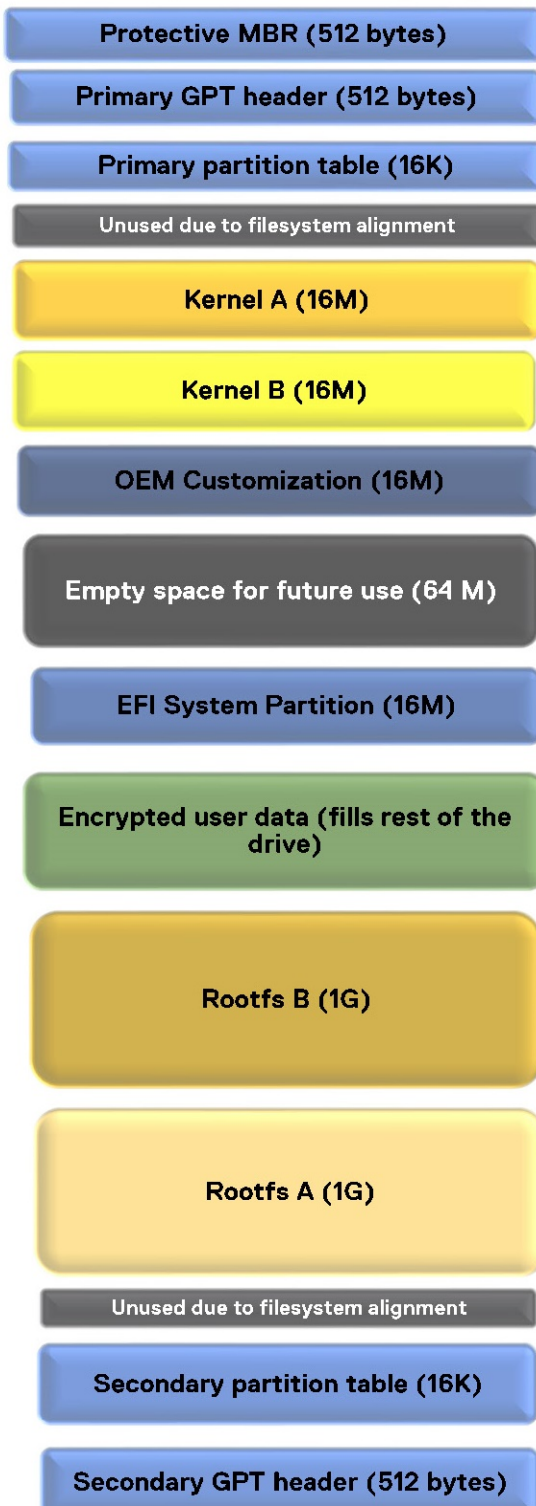 Protective MBR (512 bytes)
Primary GPT header (512 bytes)
Primary partition table (16K)
Unused due to filesystem alignment
Kernel A (16M)
Kernel B (16M)
OEM Customization (16M)
Empty space for future use (64 M)
EFI System Partition (16M)
Encrypted user data (fills rest of the
drive)
Rootfs B (1G)
Rootfs A (1G)
Unused due to filesystem alignment
Secondary partition table (16K)
Secondary GPT header (512 bytes)